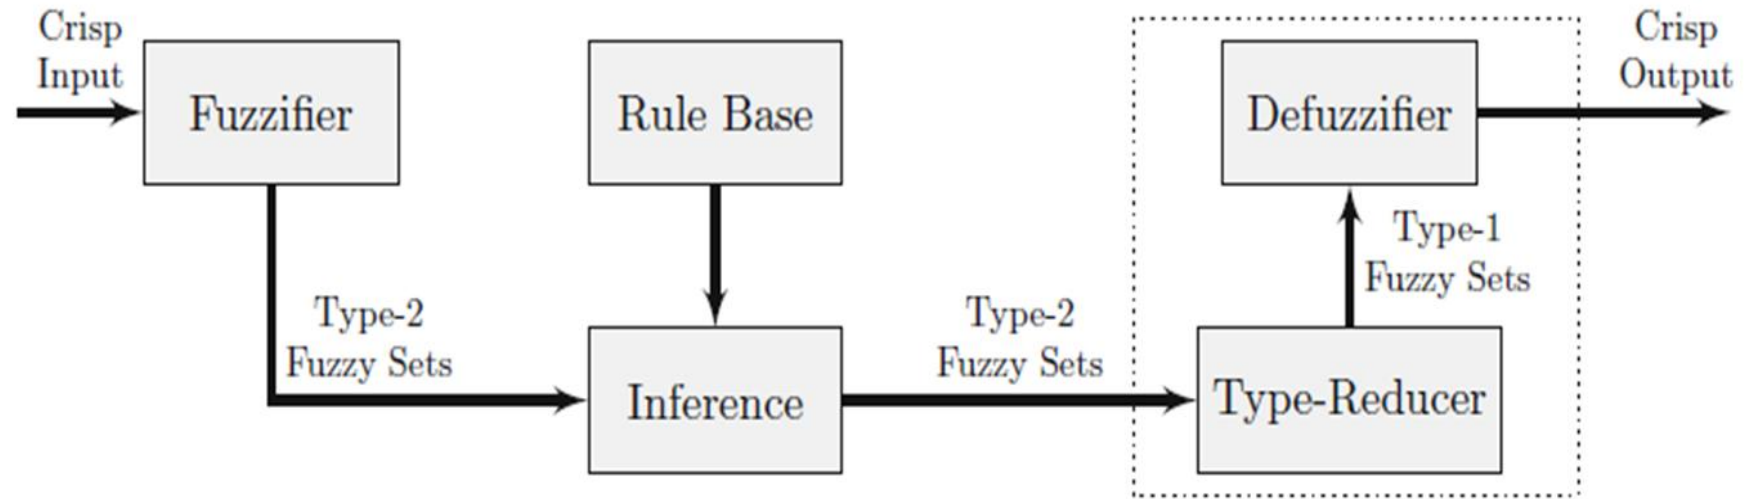 Crisp
Input
Fuzzifier
Rule Base
Defuzzifier
Crisp
Output
Type-1
Fuzzy Sets
Type-2
Fuzzy Sets
Inference
Type-2
Fuzzy Sets
Type-Reducer